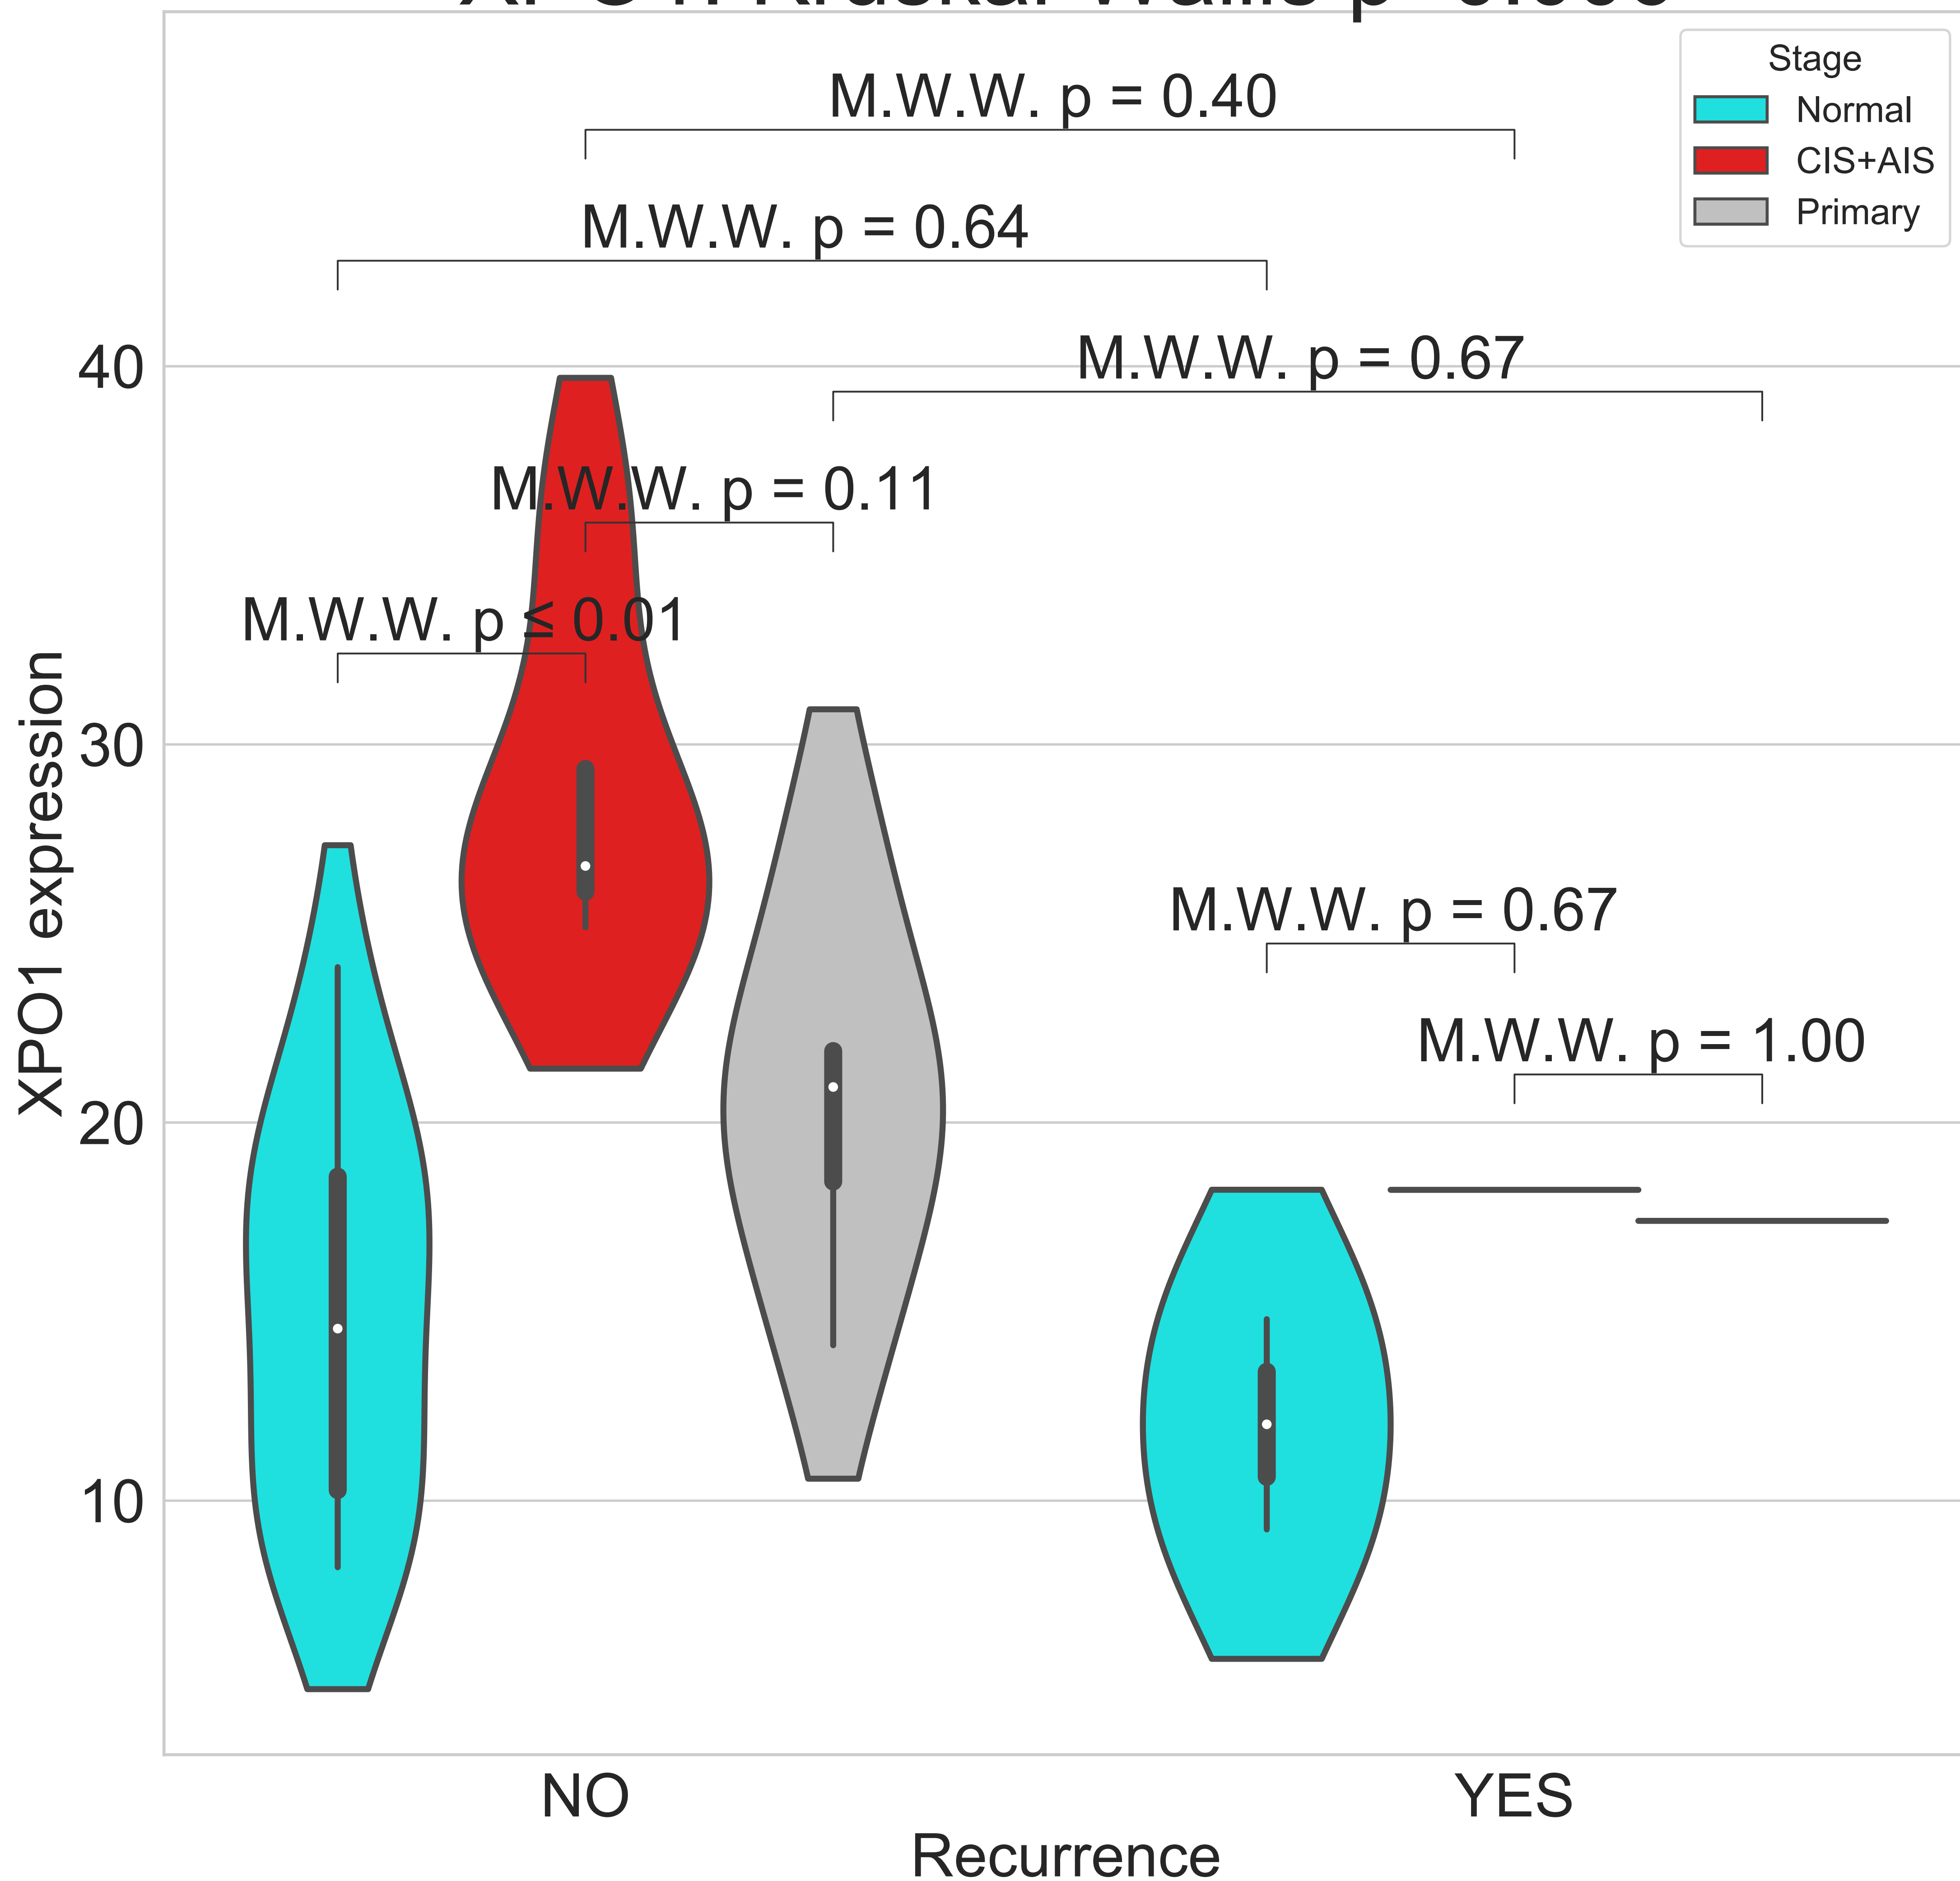 Stage
Normal
CIS+AIS
Primary
M.W.W. p = 0.40
M.W.W. p = 0.64
M.W.W. p = 0.67
M.W.W. p = 0.11
M.W.W. p ≤ 0.01
M.W.W. p = 0.67
M.W.W. p = 1.00
40
30
20
10
XPO1 expression
NO
YES
Recurrence